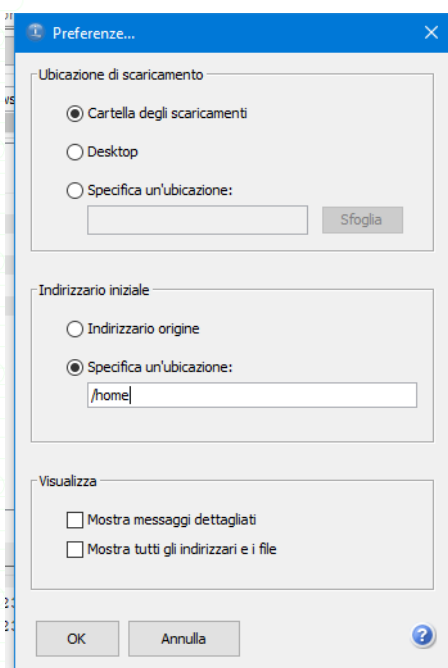 Preferenze...
Ubicazione di scaricamento
Cartella degli scaricamenti
Desktop
Specifica un'ubicazione:
Sfoglia
Indirizzario iniziale
Indirizzario origine
Specifica un'ubicazione:
/home
Visualizza
Mostra messaggi dettagliati
Mostra tutti gli indirizzari e i file
OK Annulla ?